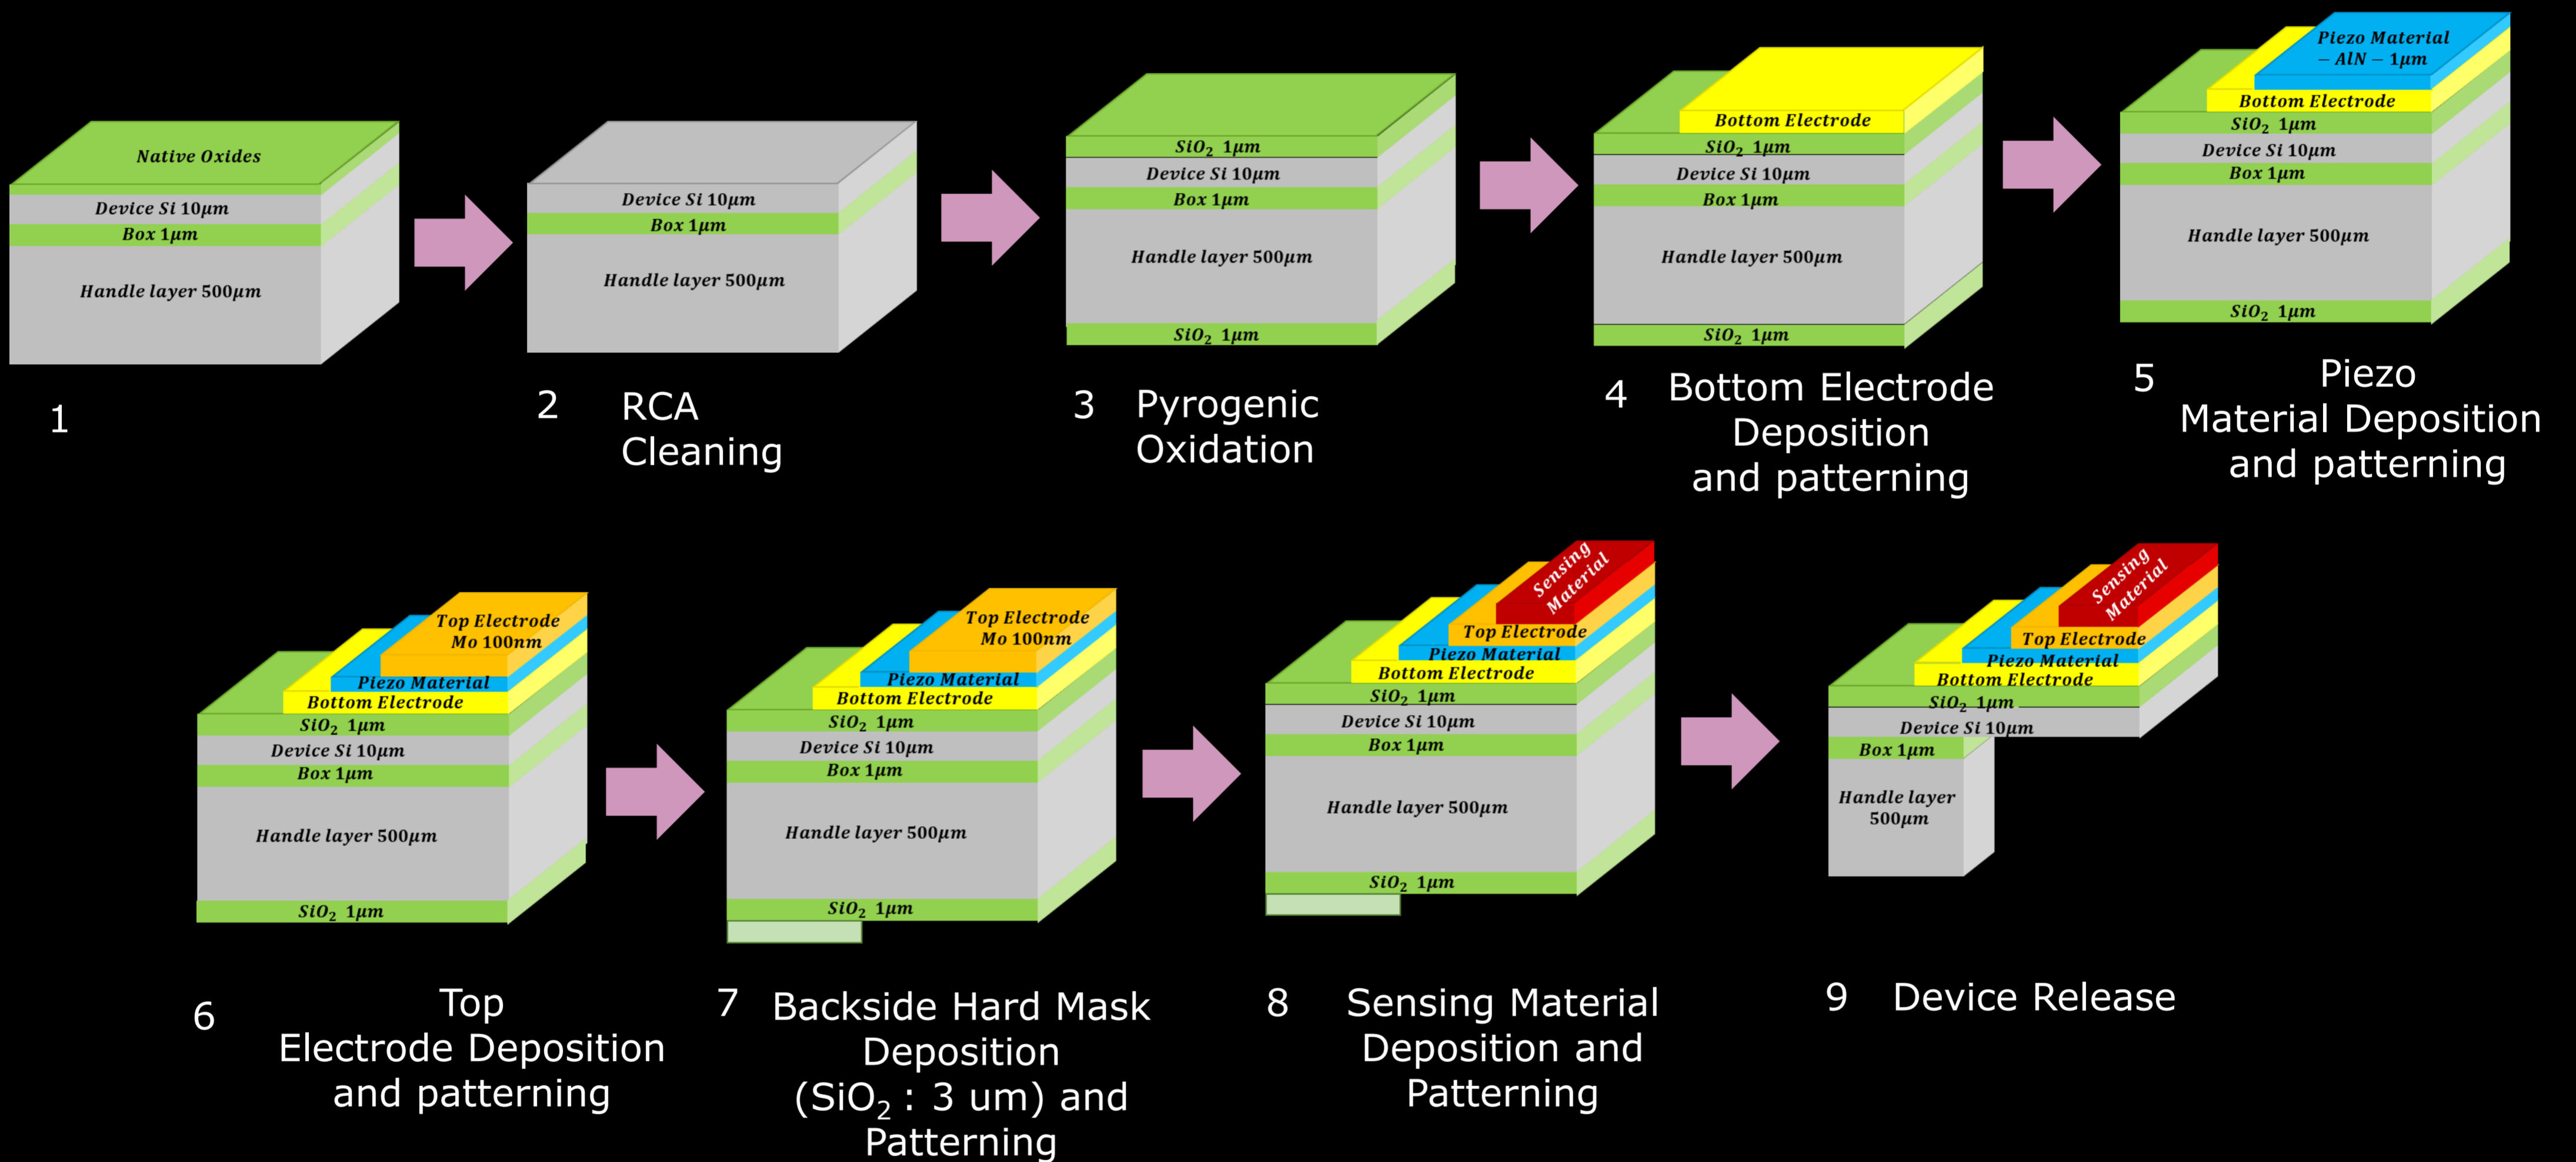 Native Oxides
Device Si 10μm
Box 1μm
Handle layer 500μm
1
Device Si 10μm
Box 1μm
Handle layer 500μm
2 RCA
Cleaning
SiO₂ 1μm
Device Si 10μm
Box 1μm
Handle layer 500μm
SiO₂ 1μm
3 Pyrogenic
Oxidation
Bottom Electrode
SiO₂ 1μm
Device Si 10μm
Box 1μm
Handle layer 500μm
SiO₂ 1μm
4 Bottom Electrode
Deposition
and patterning
Piezo Material
– AlN – 1μm
Bottom Electrode
SiO₂ 1μm
Device Si 10μm
Box 1μm
Handle layer 500μm
SiO₂ 1μm
5 Piezo
Material Deposition
and patterning
Top Electrode
Mo 100nm
Piezo Material
Bottom Electrode
SiO₂ 1μm
Device Si 10μm
Box 1μm
Handle layer 500μm
SiO₂ 1μm
6 Top
Electrode Deposition
and patterning
Top Electrode
Mo 100nm
Piezo Material
Bottom Electrode
SiO₂ 1μm
Device Si 10μm
Box 1μm
Handle layer 500μm
SiO₂ 1μm
7 Backside Hard Mask
Deposition
(SiO₂ : 3 um) and
Patterning
Sensing
Material
Top Electrode
Piezo Material
Bottom Electrode
SiO₂ 1μm
Device Si 10μm
Box 1μm
Handle layer 500μm
SiO₂ 1μm
8 Sensing Material
Deposition and
Patterning
Sensing
Material
Top Electrode
Piezo Material
Bottom Electrode
SiO₂ 1μm
Device Si 10μm
Box 1μm
Handle layer
500μm
9 Device Release